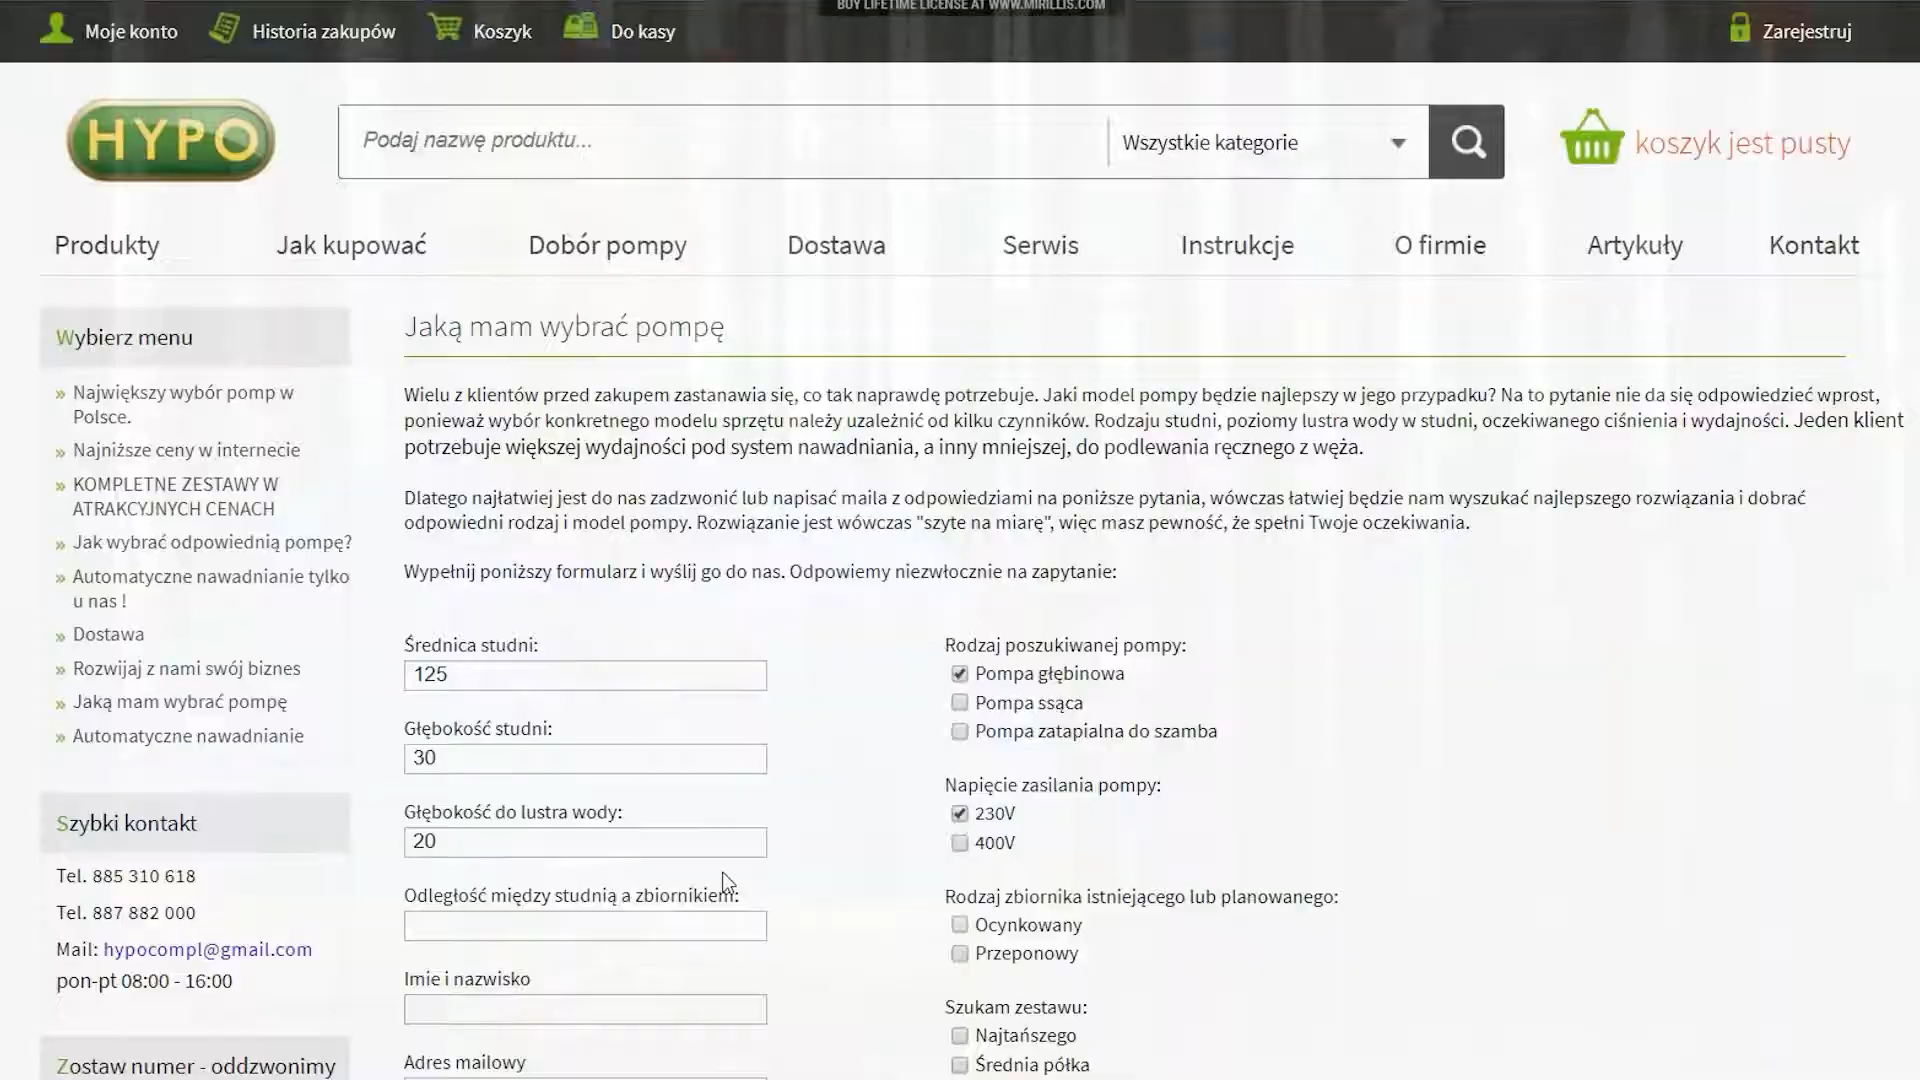 BUY LIFETIME LICENSE AT WWW.MIRILLIS.COM
Moje konto
Historia zakupów
Koszyk
Do kasy
Zarejestruj
HYPO
Podaj nazwę produktu...
Wszystkie kategorie
koszyk jest pusty
Produkty
Jak kupować
Dobór pompy
Dostawa
Serwis
Instrukcje
O firmie
Artykuły
Kontakt
Wybierz menu
» Największy wybór pomp w
Polsce.
» Najniższe ceny w internecie
» KOMPLETNE ZESTAWY W
ATRAKCYJNYCH CENACH
» Jak wybrać odpowiednią pompę?
» Automatyczne nawadnianie tylko
u nas !
» Dostawa
» Rozwijaj z nami swój biznes
» Jaką mam wybrać pompę
» Automatyczne nawadnianie
Szybki kontakt
Tel. 885 310 618
Tel. 887 882 000
Mail: hypocompl@gmail.com
pon-pt 08:00 - 16:00
Zostaw numer - oddzwonimy
Jaką mam wybrać pompę
Wielu z klientów przed zakupem zastanawia się, co tak naprawdę potrzebuje. Jaki model pompy będzie najlepszy w jego przypadku? Na to pytanie nie da się odpowiedzieć wprost,
ponieważ wybór konkretnego modelu sprzętu należy uzależnić od kilku czynników. Rodzaju studni, poziomy lustra wody w studni, oczekiwanego ciśnienia i wydajności. Jeden klient
potrzebuje większej wydajności pod system nawadniania, a inny mniejszej, do podlewania ręcznego z węża.
Dlatego najłatwiej jest do nas zadzwonić lub napisać maila z odpowiedziami na poniższe pytania, wówczas łatwiej będzie nam wyszukać najlepszego rozwiązania i dobrać
odpowiedni rodzaj i model pompy. Rozwiązanie jest wówczas "szyte na miarę", więc masz pewność, że spełni Twoje oczekiwania.
Wypełnij poniższy formularz i wyślij go do nas. Odpowiemy niezwłocznie na zapytanie:
Średnica studni:
125
Głębokość studni:
30
Głębokość do lustra wody:
20
Odległość między studnią a zbiornikiem:
Imie i nazwisko
Adres mailowy
Rodzaj poszukiwanej pompy:
Pompa głębinowa
Pompa ssąca
Pompa zatapialna do szamba
Napięcie zasilania pompy:
230V
400V
Rodzaj zbiornika istniejącego lub planowanego:
Ocynkowany
Przeponowy
Szukam zestawu:
Najtańszego
Średnia półka